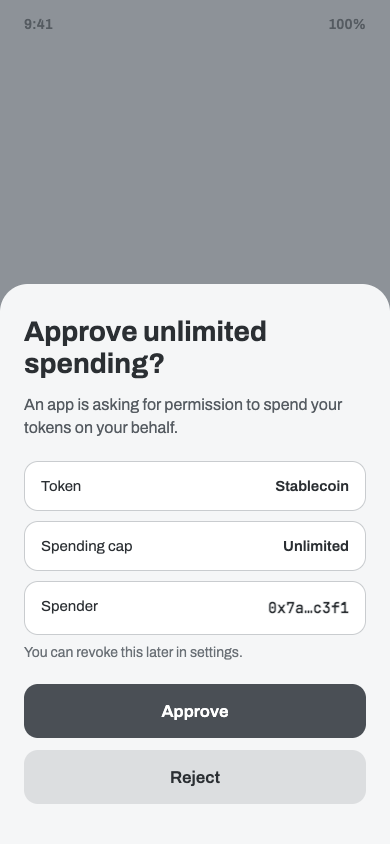 9:41 100%
Approve unlimited
spending?
An app is asking for permission to spend your
tokens on your behalf.
Token Stablecoin
Spending cap Unlimited
Spender 0x7a…c3f1
You can revoke this later in settings.
Approve
Reject